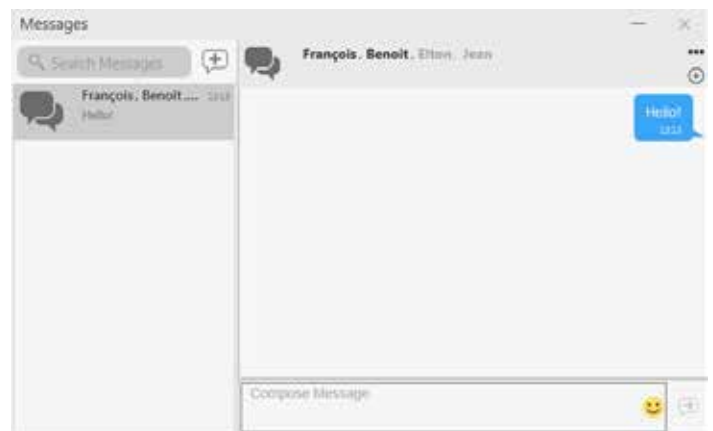 Messages
Search Messages
François, Benoit,...
Hello!
François, Benoit, Elton, Jean
Hello!
Compose Message